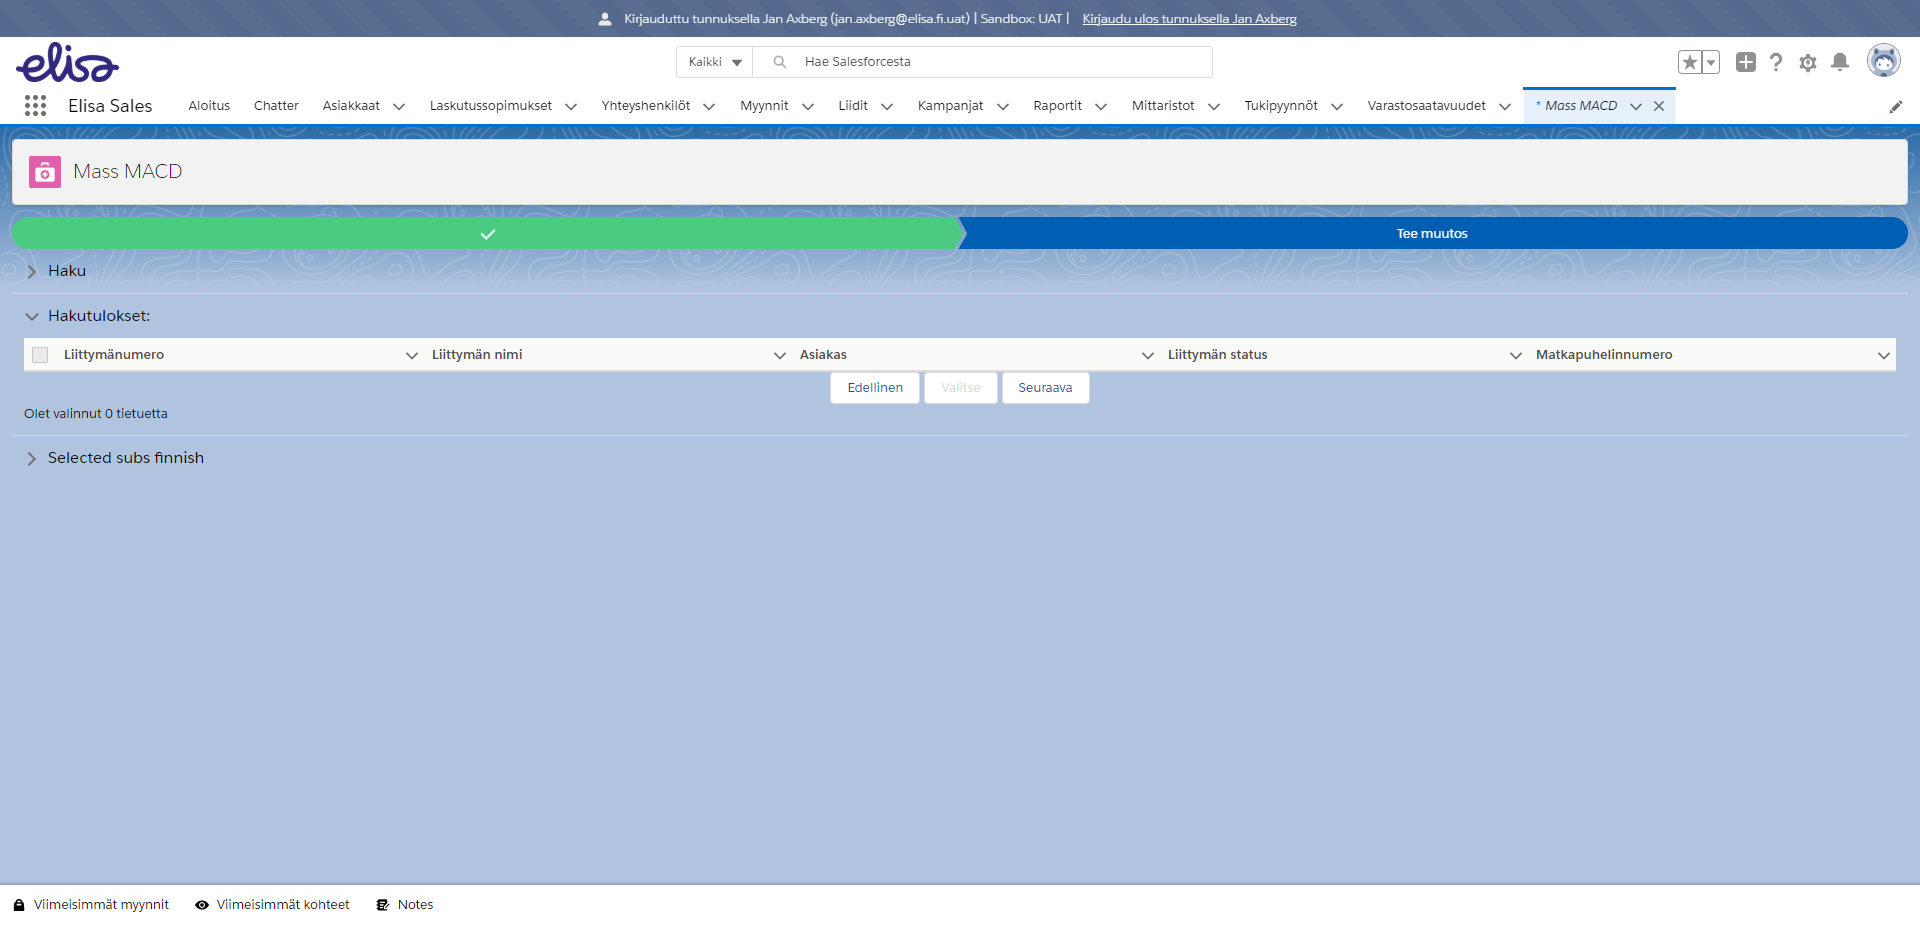 Kirjauduttu tunnuksella Jan Axberg (jan.axberg@elisa.fi.uat) | Sandbox: UAT | Kirjaudu ulos tunnuksella Jan Axberg
elisa
Kaikki
Hae Salesforcesta
Elisa Sales Aloitus Chatter Asiakkaat Laskutussopimukset Yhteyshenkilöt Myynnit Liidit Kampanjat Raportit Mittaristot Tukipyynnöt Varastosaatavuudet * Mass MACD
Mass MACD
Tee muutos
Haku
Hakutulokset:
Liittymänumero Liittymän nimi Asiakas Liittymän status Matkapuhelinnumero
Edellinen Valitse Seuraava
Olet valinnut 0 tietuetta
Selected subs finnish
Viimeisimmät myynnit Viimeisimmät kohteet Notes